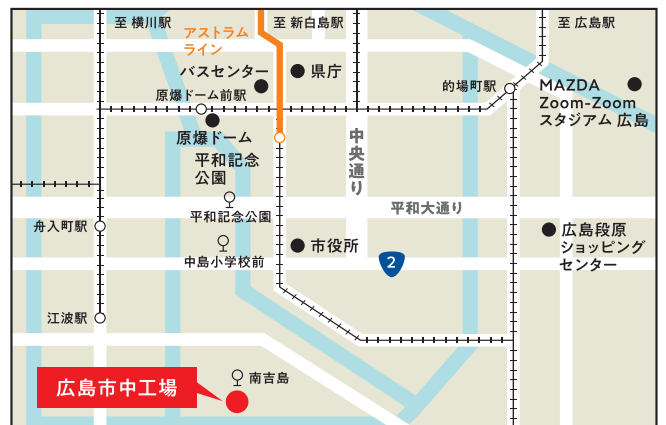 至 横川駅
至 新白島駅
至 広島駅
アストラム
ライン
バスセンター
県庁
原爆ドーム前駅
的場町駅
MAZDA
Zoom-Zoom
スタジアム 広島
原爆ドーム
平和記念
公園
中央通り
平和記念公園
平和大通り
舟入町駅
中島小学校前
市役所
2
広島段原
ショッピング
センター
江波駅
南吉島
広島市中工場